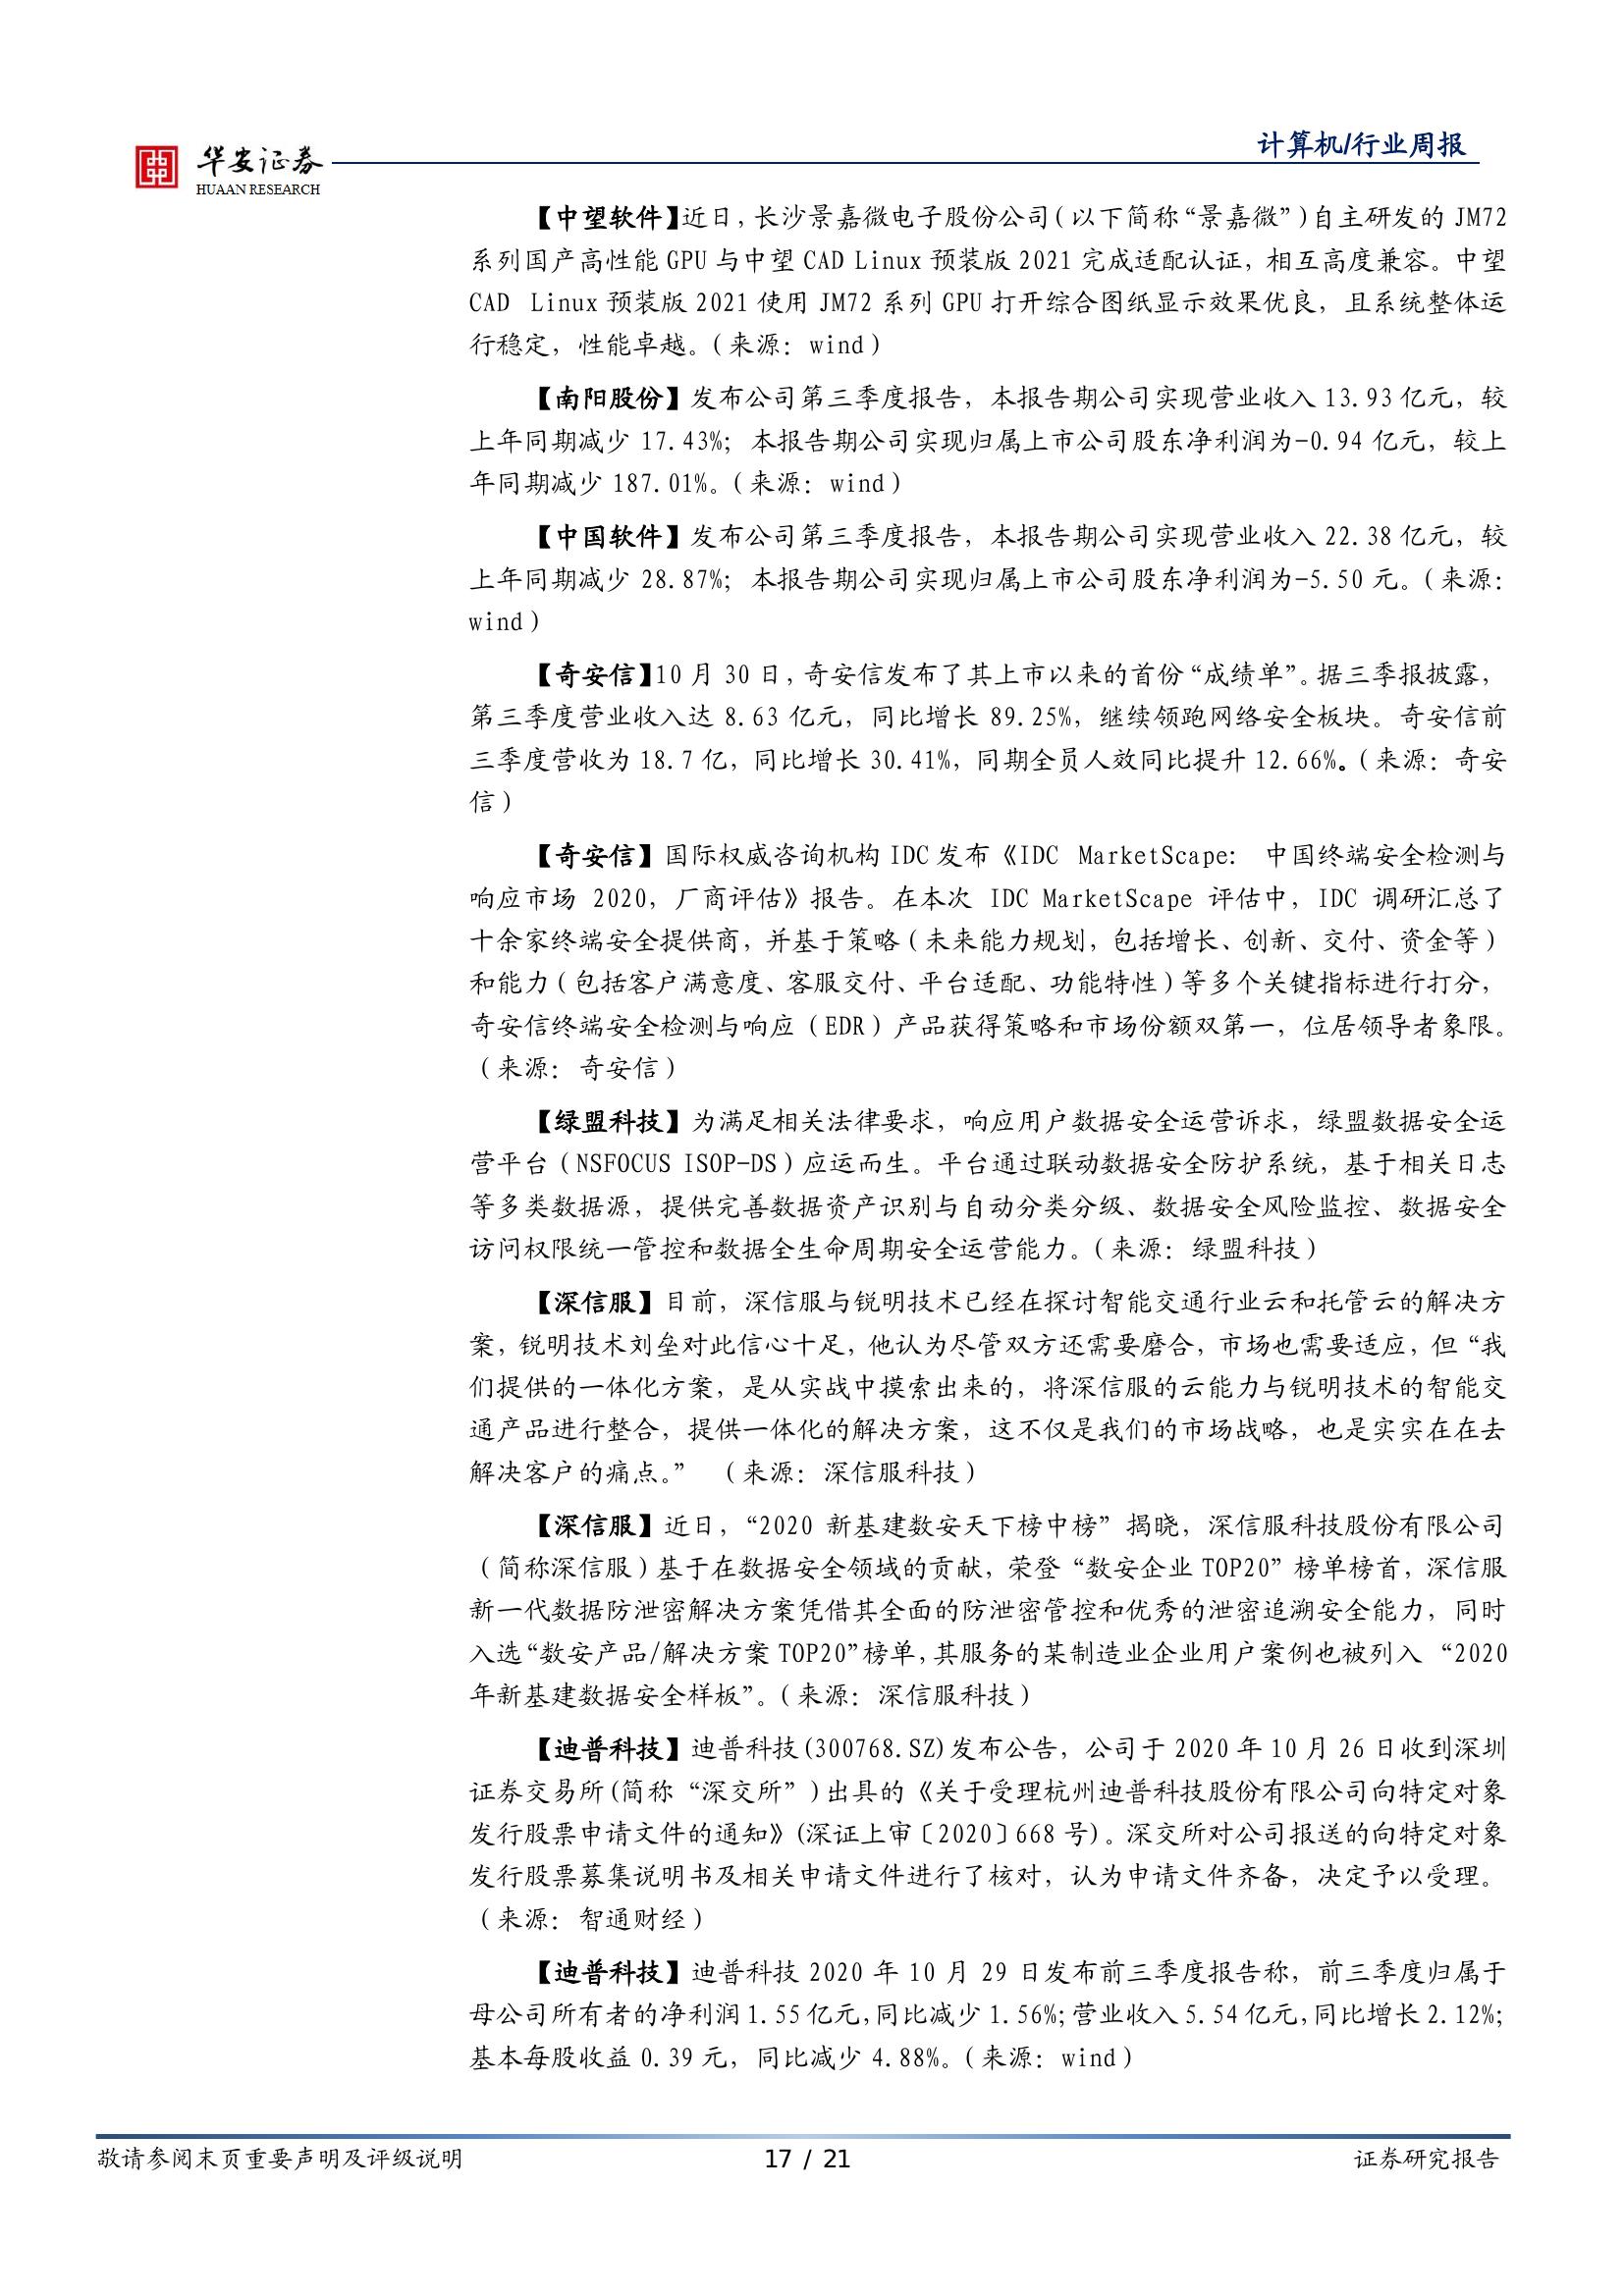 华安证券
HUAAN RESEARCH
计算机/行业周报
【中望软件】近日,长沙景嘉微电子股份公司(以下简称“景嘉微”)自主研发的 JM72
系列国产高性能 GPU 与中望 CAD Linux 预装版 2021 完成适配认证，相互高度兼容。中望
CAD Linux 预装版 2021 使用 JM72 系列 GPU 打开综合图纸显示效果优良，且系统整体运
行稳定，性能卓越。（来源：wind）
【南阳股份】发布公司第三季度报告，本报告期公司实现营业收入 13.93 亿元，较
上年同期减少 17.43%；本报告期公司实现归属上市公司股东净利润为-0.94 亿元，较上
年同期减少 187.01%。（来源：wind）
【中国软件】发布公司第三季度报告，本报告期公司实现营业收入 22.38 亿元，较
上年同期减少 28.87%；本报告期公司实现归属上市公司股东净利润为-5.50 元。（来源：
wind）
【奇安信】10 月 30 日,奇安信发布了其上市以来的首份“成绩单”。据三季报披露，
第三季度营业收入达 8.63 亿元，同比增长 89.25%，继续领跑网络安全板块。奇安信前
三季度营收为 18.7 亿，同比增长 30.41%，同期全员人效同比提升 12.66%。（来源：奇安
信）
【奇安信】国际权威咨询机构 IDC 发布《IDC MarketScape: 中国终端安全检测与
响应市场 2020，厂商评估》报告。在本次 IDC MarketScape 评估中，IDC 调研汇总了
十余家终端安全提供商，并基于策略（未来能力规划，包括增长、创新、交付、资金等）
和能力（包括客户满意度、客服交付、平台适配、功能特性）等多个关键指标进行打分，
奇安信终端安全检测与响应（EDR）产品获得策略和市场份额双第一，位居领导者象限。
（来源：奇安信）
【绿盟科技】为满足相关法律要求，响应用户数据安全运营诉求，绿盟数据安全运
营平台（NSFOCUS ISOP-DS）应运而生。平台通过联动数据安全防护系统，基于相关日志
等多类数据源，提供完善数据资产识别与自动分类分级、数据安全风险监控、数据安全
访问权限统一管控和数据全生命周期安全运营能力。（来源：绿盟科技）
【深信服】目前，深信服与锐明技术已经在探讨智能交通行业云和托管云的解决方
案，锐明技术刘垒对此信心十足，他认为尽管双方还需要磨合，市场也需要适应，但“我
们提供的一体化方案，是从实战中摸索出来的，将深信服的云能力与锐明技术的智能交
通产品进行整合，提供一体化的解决方案，这不仅是我们的市场战略，也是实实在在去
解决客户的痛点。” （来源：深信服科技）
【深信服】近日，“2020 新基建数安天下榜中榜”揭晓，深信服科技股份有限公司
（简称深信服）基于在数据安全领域的贡献，荣登“数安企业 TOP20”榜单榜首，深信服
新一代数据防泄密解决方案凭借其全面的防泄密管控和优秀的泄密追溯安全能力，同时
入选“数安产品/解决方案 TOP20”榜单,其服务的某制造业企业用户案例也被列入 “2020
年新基建数据安全样板”。（来源：深信服科技）
【迪普科技】迪普科技(300768.SZ)发布公告，公司于 2020 年 10 月 26 日收到深圳
证券交易所(简称“深交所”)出具的《关于受理杭州迪普科技股份有限公司向特定对象
发行股票申请文件的通知》(深证上审〔2020〕668 号)。深交所对公司报送的向特定对象
发行股票募集说明书及相关申请文件进行了核对，认为申请文件齐备，决定予以受理。
（来源：智通财经）
【迪普科技】迪普科技 2020 年 10 月 29 日发布前三季度报告称，前三季度归属于
母公司所有者的净利润 1.55 亿元,同比减少 1.56%;营业收入 5.54 亿元,同比增长 2.12%;
基本每股收益 0.39 元，同比减少 4.88%。（来源：wind）
敬请参阅末页重要声明及评级说明
17 / 21
证券研究报告